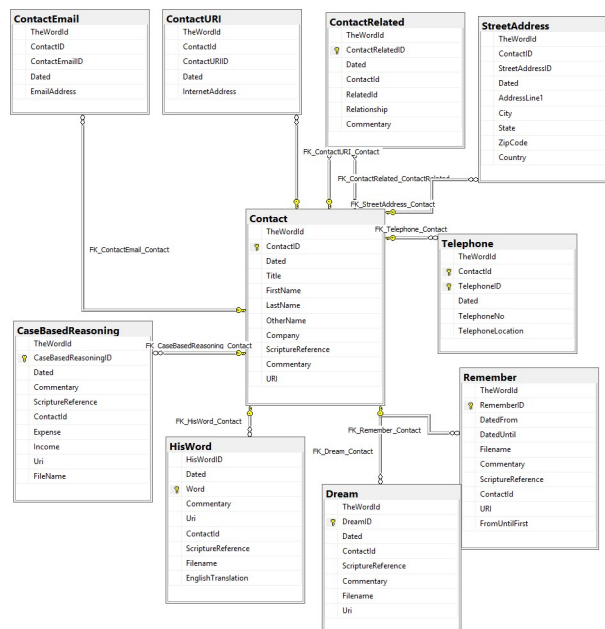 ContactEmail
TheWordId
ContactID
ContactEmailID
Dated
EmailAddress
ContactURI
TheWordId
ContactId
ContactURIID
Dated
InternetAddress
ContactRelated
TheWordId
ContactRelatedID
Dated
ContactId
RelatedId
Relationship
Commentary
StreetAddress
TheWordId
ContactID
StreetAddressID
Dated
AddressLine1
City
State
ZipCode
Country
FK_ContactURI_Contact
FK_ContactRelated_ContactRelated
FK_StreetAddress_Contact
FK_Telephone_Contact
FK_ContactEmail_Contact
Contact
TheWordId
ContactID
Dated
Title
FirstName
LastName
OtherName
Company
ScriptureReference
Commentary
URI
Telephone
TheWordId
ContactId
TelephoneID
Dated
TelephoneNo
TelephoneLocation
CaseBasedReasoning
TheWordId
CaseBasedReasoningID
Dated
Commentary
ScriptureReference
ContactId
Expense
Income
Uri
FileName
FK_CaseBasedReasoning_Contact
FK_HisWord_Contact
FK_Remember_Contact
FK_Dream_Contact
Remember
TheWordId
RememberID
DatedFrom
DatedUntil
Filename
Commentary
ScriptureReference
ContactId
URI
FromUntilFirst
HisWord
HisWordID
Dated
Word
Commentary
Uri
ContactId
ScriptureReference
Filename
EnglishTranslation
Dream
TheWordId
DreamID
Dated
ContactId
ScriptureReference
Commentary
Filename
Uri